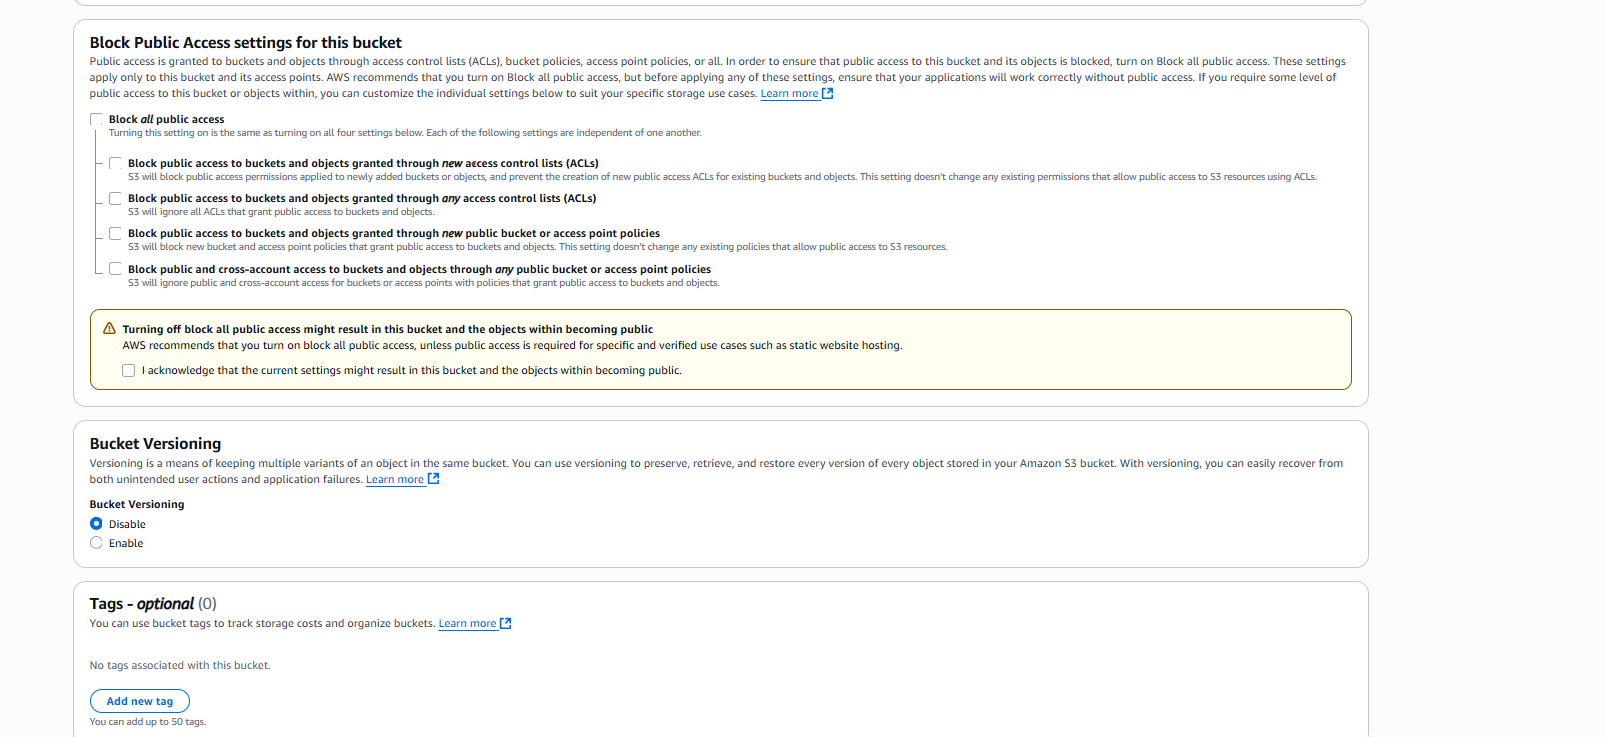 Block Public Access settings for this bucket
Public access is granted to buckets and objects through access control lists (ACLs), bucket policies, access point policies, or all. In order to ensure that public access to this bucket and its objects is blocked, turn on Block all public access. These settings
apply only to this bucket and its access points. AWS recommends that you turn on Block all public access, but before applying any of these settings, ensure that your applications will work correctly without public access. If you require some level of
public access to this bucket or objects within, you can customize the individual settings below to suit your specific storage use cases. Learn more
Block all public access
Turning this setting on is the same as turning on all four settings below. Each of the following settings are independent of one another.
Block public access to buckets and objects granted through new access control lists (ACLs)
S3 will block public access permissions applied to newly added buckets or objects, and prevent the creation of new public access ACLs for existing buckets and objects. This setting doesn't change any existing permissions that allow public access to S3 resources using ACLs.
Block public access to buckets and objects granted through any access control lists (ACLs)
S3 will ignore all ACLs that grant public access to buckets and objects.
Block public access to buckets and objects granted through new public bucket or access point policies
S3 will block new bucket and access point policies that grant public access to buckets and objects. This setting doesn't change any existing policies that allow public access to S3 resources.
Block public and cross-account access to buckets and objects through any public bucket or access point policies
S3 will ignore public and cross-account access for buckets or access points with policies that grant public access to buckets and objects.
Turning off block all public access might result in this bucket and the objects within becoming public
AWS recommends that you turn on block all public access, unless public access is required for specific and verified use cases such as static website hosting.
I acknowledge that the current settings might result in this bucket and the objects within becoming public.
Bucket Versioning
Versioning is a means of keeping multiple variants of an object in the same bucket. You can use versioning to preserve, retrieve, and restore every version of every object stored in your Amazon S3 bucket. With versioning, you can easily recover from
both unintended user actions and application failures. Learn more
Bucket Versioning
Disable
Enable
Tags - optional (0)
You can use bucket tags to track storage costs and organize buckets. Learn more
No tags associated with this bucket.
Add new tag
You can add up to 50 tags.